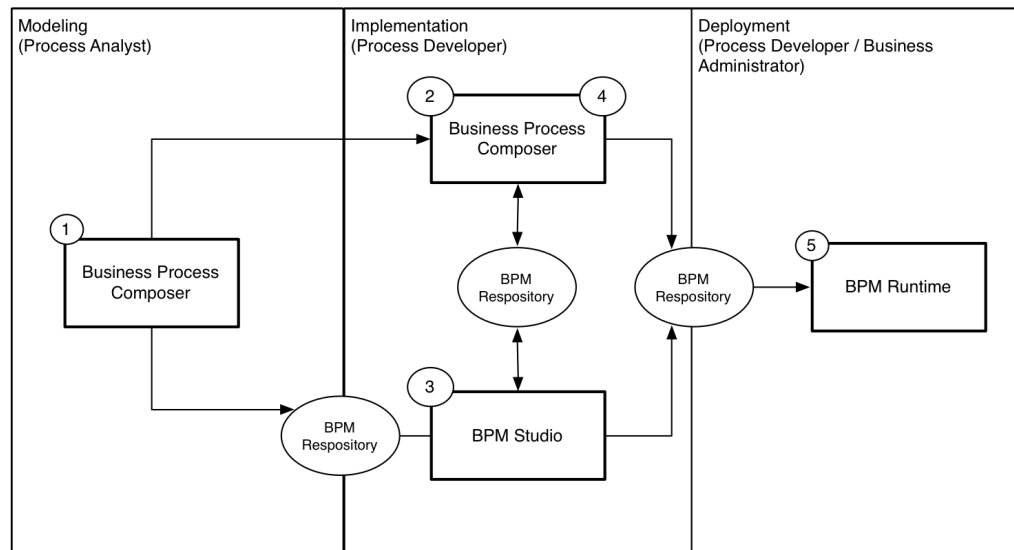 Modeling
(Process Analyst)
Implementation
(Process Developer)
Deployment
(Process Developer / Business
Administrator)
1
Business Process
Composer
2
4
Business Process
Composer
BPM
Respository
BPM
Respository
5
BPM Runtime
3
BPM Studio
BPM
Respository